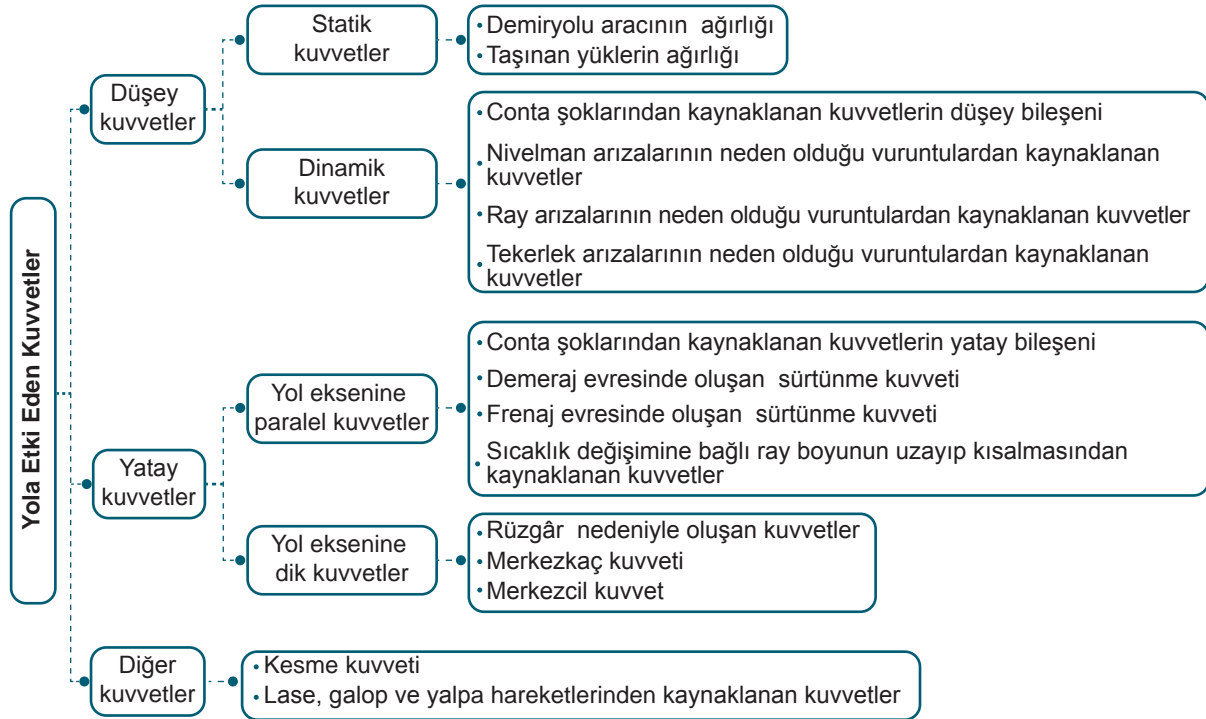 Yola Etki Eden Kuvvetler
Düşey
kuvvetler
Statik
kuvvetler
• Demiryolu aracının ağırlığı
• Taşınan yüklerin ağırlığı
Dinamik
kuvvetler
• Conta şoklarından kaynaklanan kuvvetlerin düşey bileşeni
• Nivelman arızalarının neden olduğu vuruntulardan kaynaklanan
kuvvetler
• Ray arızalarının neden olduğu vuruntulardan kaynaklanan kuvvetler
• Tekerlek arızalarının neden olduğu vuruntulardan kaynaklanan
kuvvetler
Yatay
kuvvetler
Yol eksenine
paralel kuvvetler
• Conta şoklarından kaynaklanan kuvvetlerin yatay bileşeni
• Demeraj evresinde oluşan sürtünme kuvveti
• Frenaj evresinde oluşan sürtünme kuvveti
• Sıcaklık değişimine bağlı ray boyunun uzayıp kısalmasından
kaynaklanan kuvvetler
Yol eksenine
dik kuvvetler
• Rüzgâr nedeniyle oluşan kuvvetler
• Merkezkaç kuvveti
• Merkezcil kuvvet
Diğer
kuvvetler
• Kesme kuvveti
• Lase, galop ve yalpa hareketlerinden kaynaklanan kuvvetler